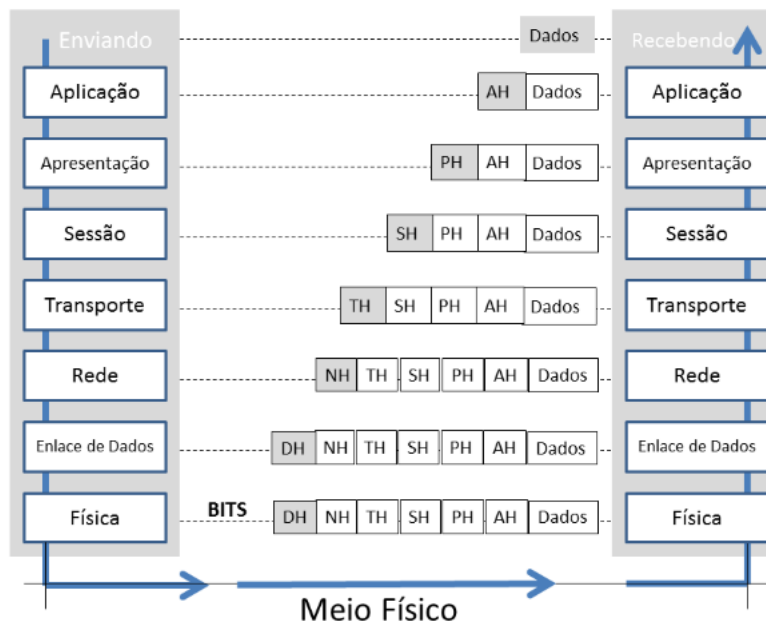 Enviando Dados Recebendo
Aplicação AH Dados Aplicação
Apresentação PH AH Dados Apresentação
Sessão SH PH AH Dados Sessão
Transporte TH SH PH AH Dados Transporte
Rede NH TH SH PH AH Dados Rede
Enlace de Dados DH NH TH SH PH AH Dados Enlace de Dados
Física BITS DH NH TH SH PH AH Dados Física
Meio Físico